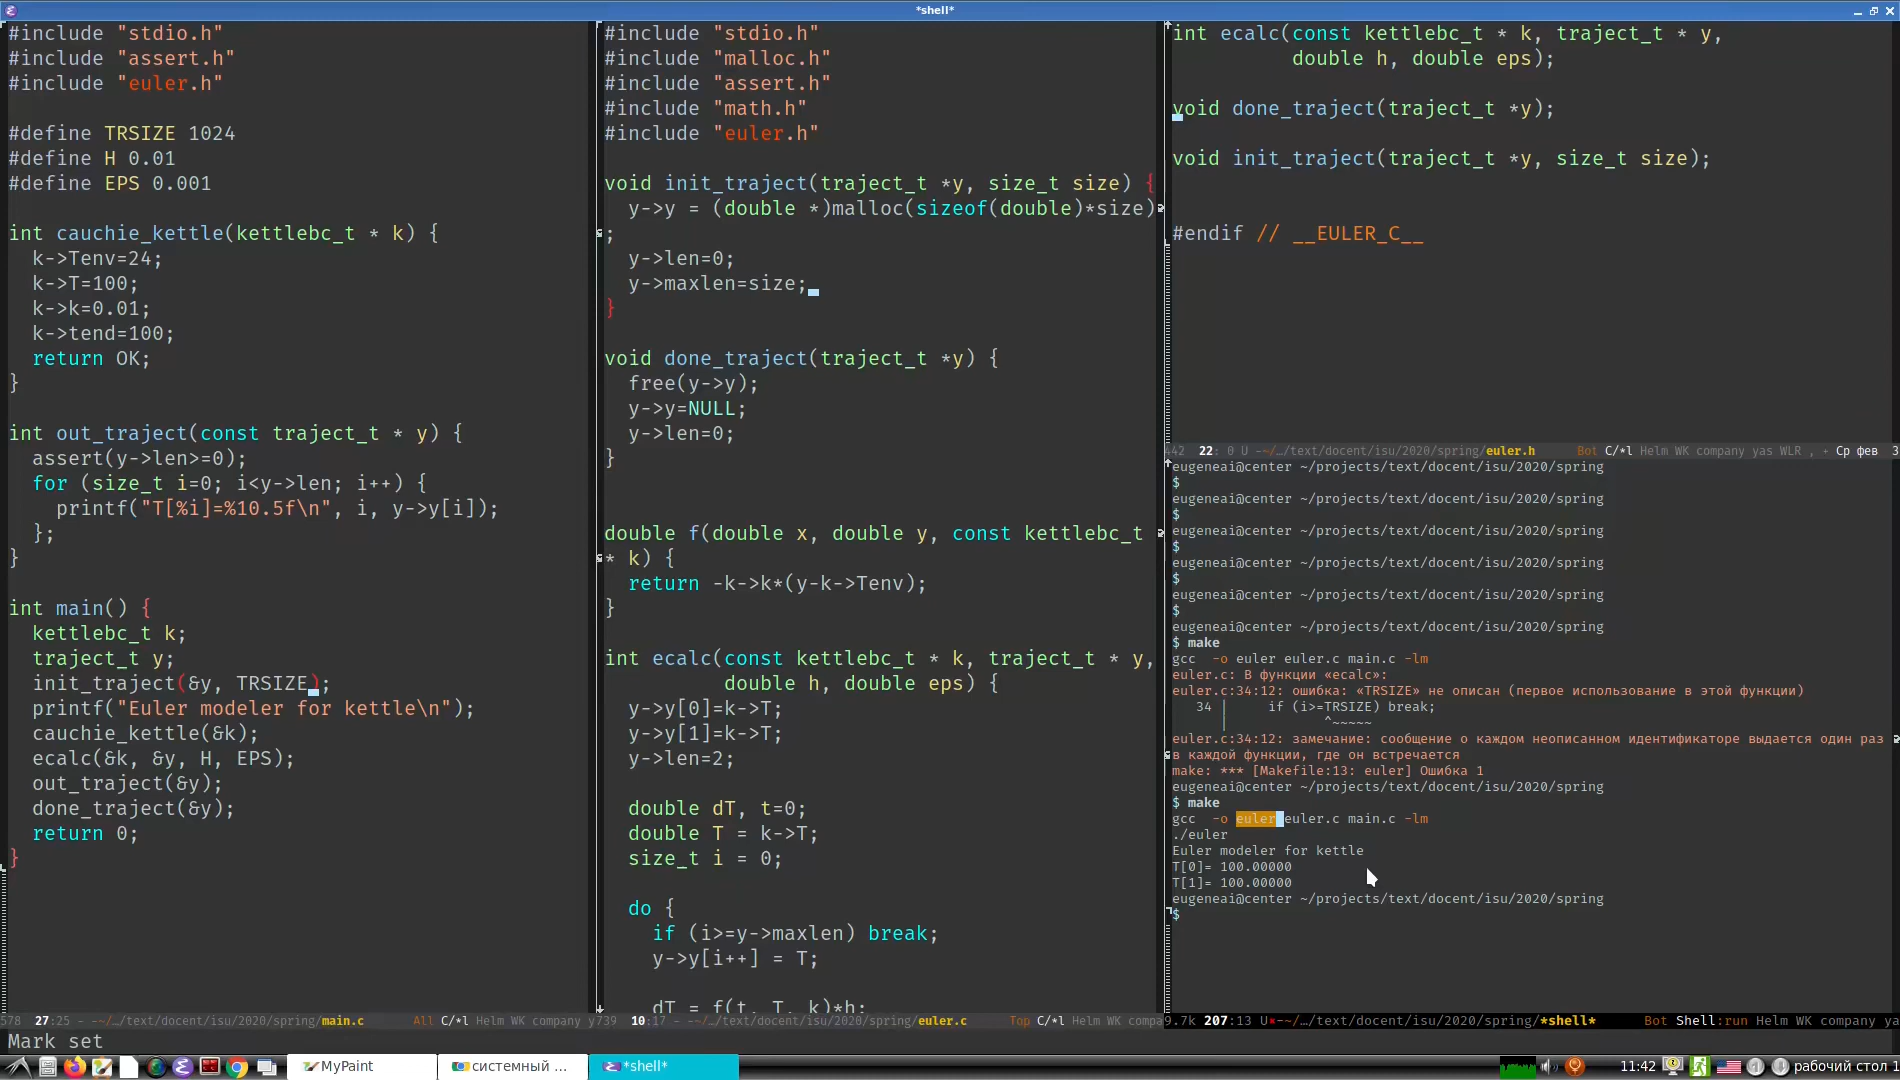 *shell*
#include "stdio.h"
#include "assert.h"
#include "euler.h"
#define TRSIZE 1024
#define H 0.01
#define EPS 0.001
int cauchie_kettle(kettlebc_t * k) {
  k->Tenv=24;
  k->T=100;
  k->k=0.01;
  k->tend=100;
  return OK;
}
int out_traject(const traject_t * y) {
  assert(y->len>=0);
  for (size_t i=0; i<y->len; i++) {
    printf("T[%i]=%10.5f\n", i, y->y[i]);
  };
}
int main() {
  kettlebc_t k;
  traject_t y;
  init_traject(&y, TRSIZE);
  printf("Euler modeler for kettle\n");
  cauchie_kettle(&k);
  ecalc(&k, &y, H, EPS);
  out_traject(&y);
  done_traject(&y);
  return 0;
}
578 27:25 - ~~/…/text/docent/isu/2020/spring/main.c All C/*l Helm WK company y
#include "stdio.h"
#include "malloc.h"
#include "assert.h"
#include "math.h"
#include "euler.h"
void init_traject(traject_t *y, size_t size) {
  y->y = (double *)malloc(sizeof(double)*size)
;
  y->len=0;
  y->maxlen=size;
}
void done_traject(traject_t *y) {
  free(y->y);
  y->y=NULL;
  y->len=0;
}
double f(double x, double y, const kettlebc_t
* k) {
  return -k->k*(y-k->Tenv);
}
int ecalc(const kettlebc_t * k, traject_t * y,
          double h, double eps) {
  y->y[0]=k->T;
  y->y[1]=k->T;
  y->len=2;
  double dT, t=0;
  double T = k->T;
  size_t i = 0;
  do {
    if (i>=y->maxlen) break;
    y->y[i++] = T;
    dT = f(t, T, k)*h;
739 10:17 - ~~/…/text/docent/isu/2020/spring/euler.c Top C/*l Helm WK compa
int ecalc(const kettlebc_t * k, traject_t * y,
          double h, double eps);
void done_traject(traject_t *y);
void init_traject(traject_t *y, size_t size);
#endif // __EULER_C__
442 22: 0 U -~~/…/text/docent/isu/2020/spring/euler.h Bot C/*l Helm WK company yas WLR , + Ср фев 3
eugeneai@center ~/projects/text/docent/isu/2020/spring
$
eugeneai@center ~/projects/text/docent/isu/2020/spring
$
eugeneai@center ~/projects/text/docent/isu/2020/spring
$
eugeneai@center ~/projects/text/docent/isu/2020/spring
$
eugeneai@center ~/projects/text/docent/isu/2020/spring
$
eugeneai@center ~/projects/text/docent/isu/2020/spring
$ make
gcc  -o euler euler.c main.c -lm
euler.c: В функции «ecalc»:
euler.c:34:12: ошибка: «TRSIZE» не описан (первое использование в этой функции)
   34 |     if (i>=TRSIZE) break;
      |            ^~~~~~
euler.c:34:12: замечание: сообщение о каждом неописанном идентификаторе выдается один раз
в каждой функции, где он встречается
make: *** [Makefile:13: euler] Ошибка 1
eugeneai@center ~/projects/text/docent/isu/2020/spring
$ make
gcc  -o euler euler.c main.c -lm
./euler
Euler modeler for kettle
T[0]= 100.00000
T[1]= 100.00000
eugeneai@center ~/projects/text/docent/isu/2020/spring
$
9.7k 207:13 U*-~~/…/text/docent/isu/2020/spring/*shell* Bot Shell:run Helm WK company ya
Mark set
MyPaint
системный ...
*shell*
11:42
рабочий стол 1